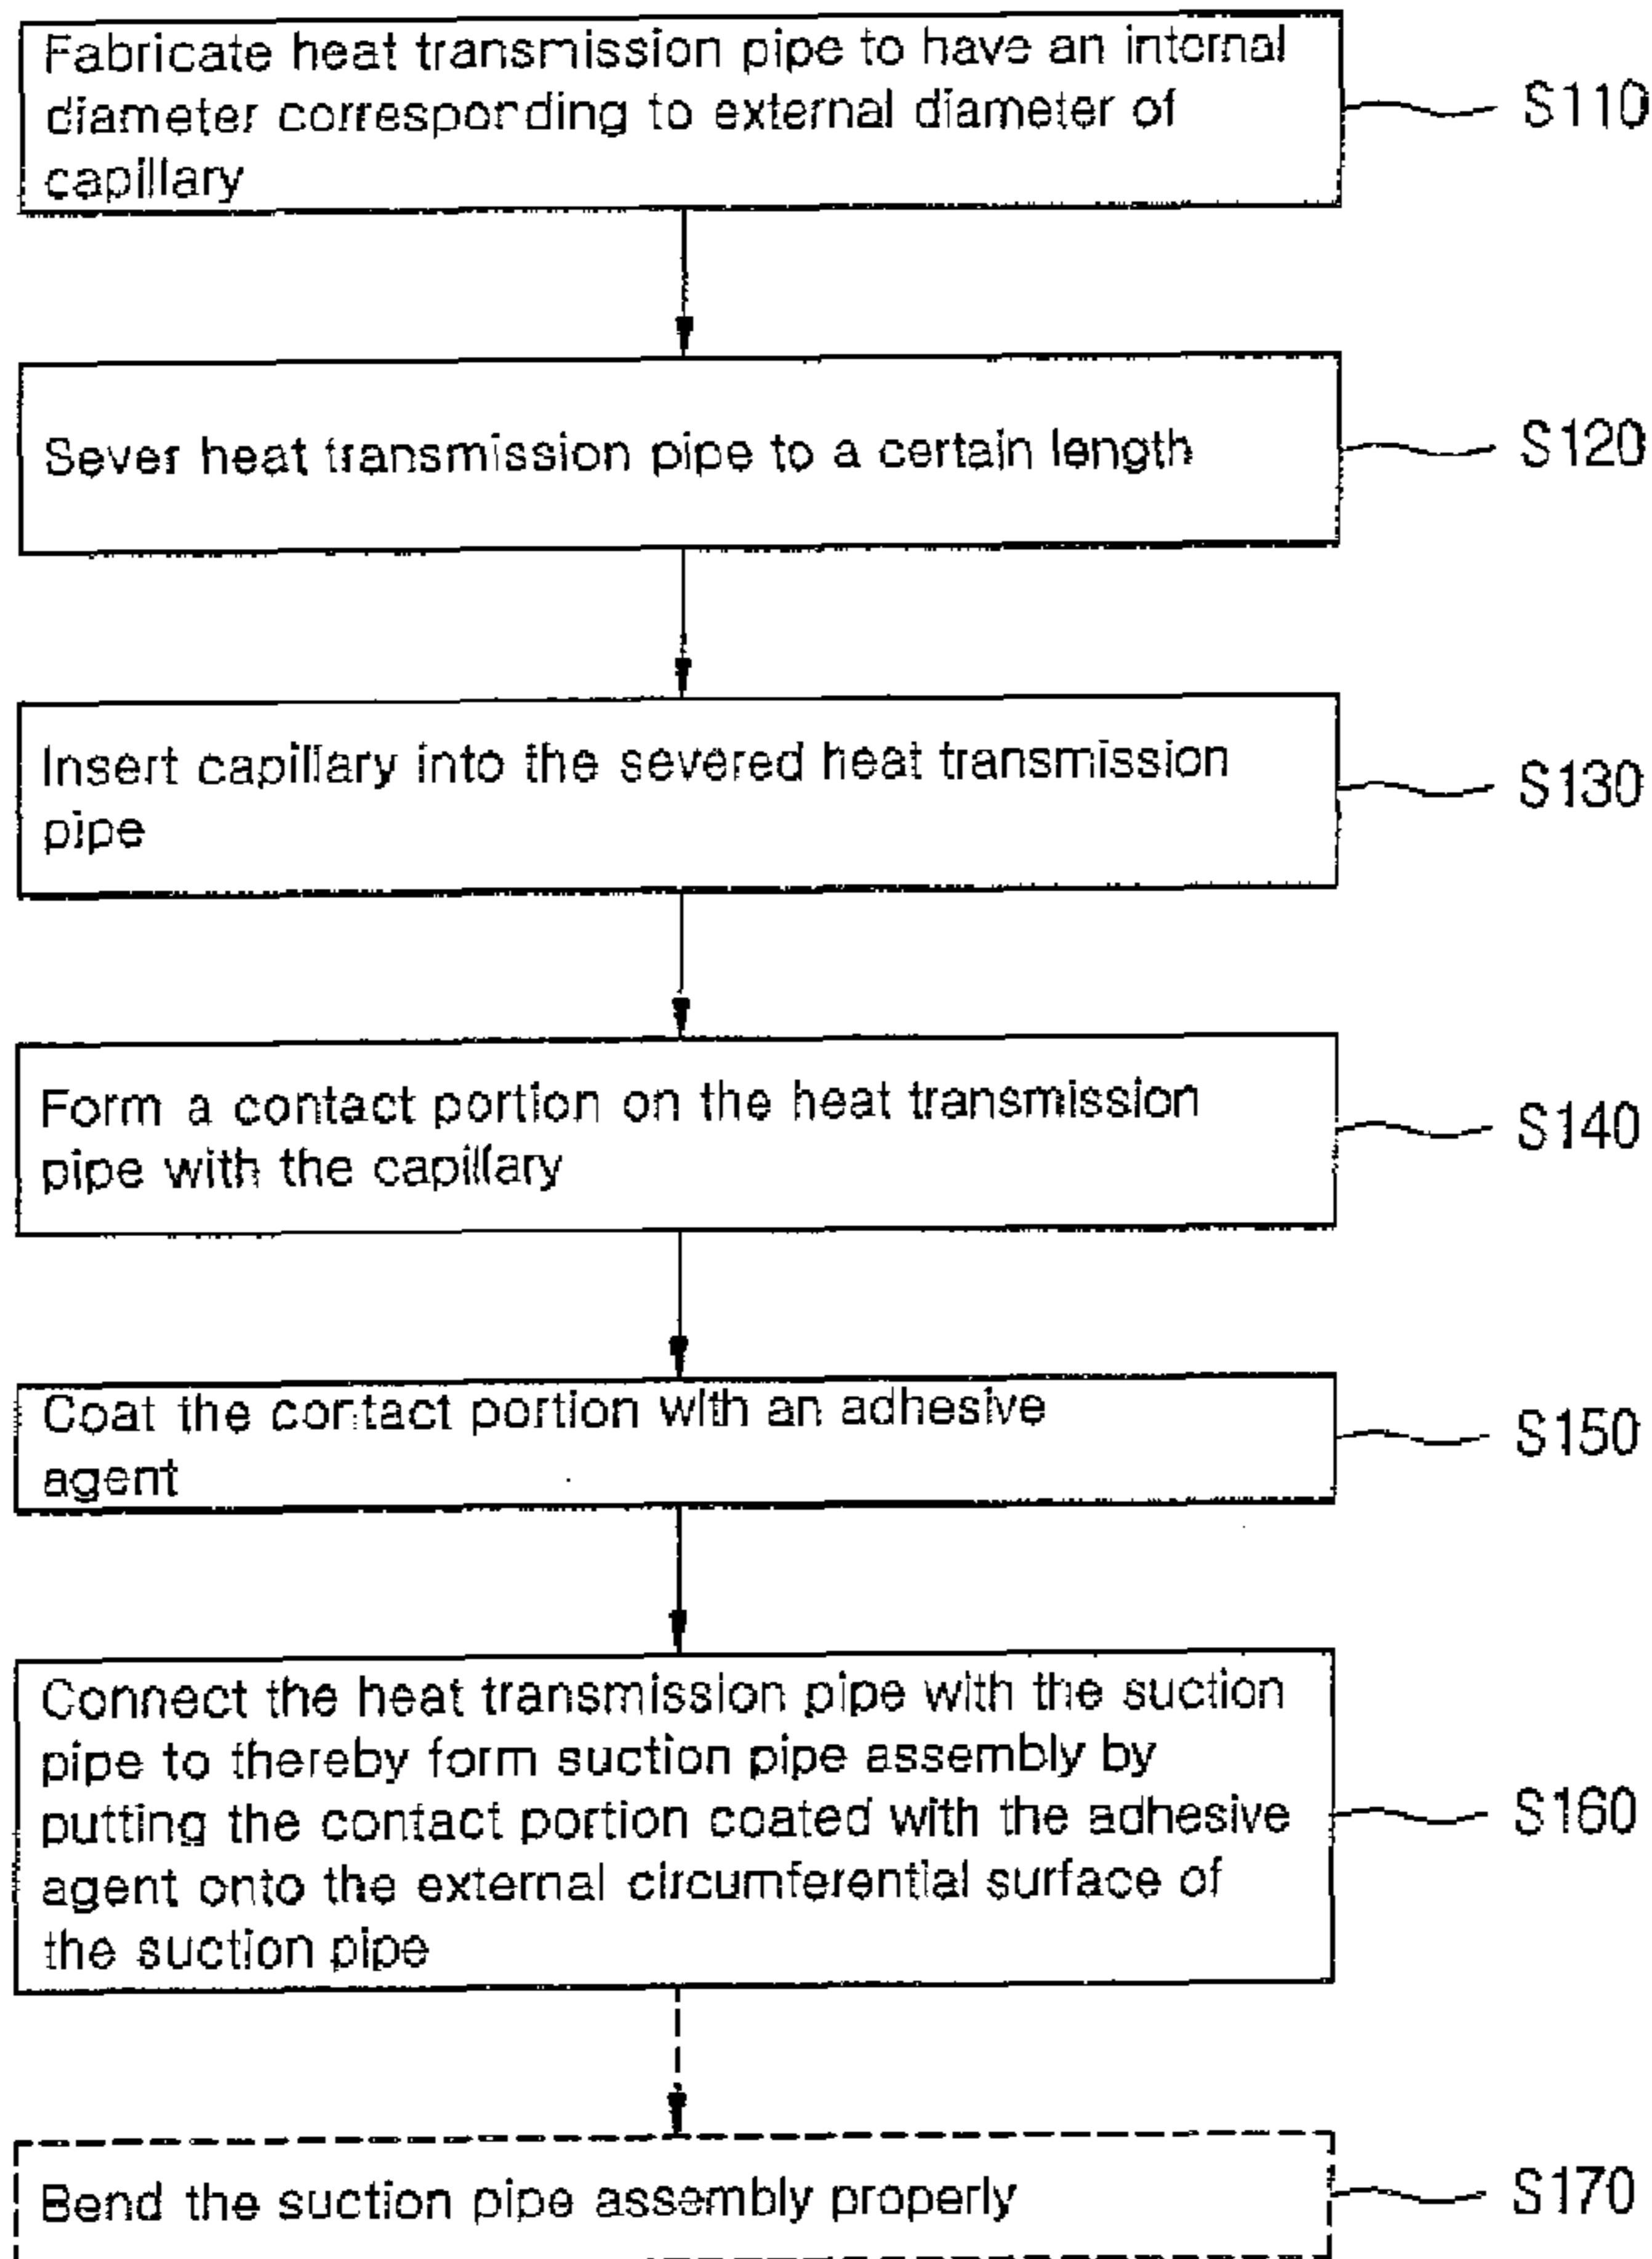 Fabricate heat transmission pipe to have an internal
diameter corresponding to external diameter of
capillary
S110
Sever heat transmission pipe to a certain length
S120
Insert capillary into the severed heat transmission
pipe
S130
Form a contact portion on the heat transmission
pipe with the capillary
S140
Coat the contact portion with an adhesive
agent
S150
Connect the heat transmission pipe with the suction
pipe to thereby form suction pipe assembly by
putting the contact portion coated with the adhesive
agent onto the external circumferential surface of
the suction pipe
S160
Bend the suction pipe assembly properly
S170